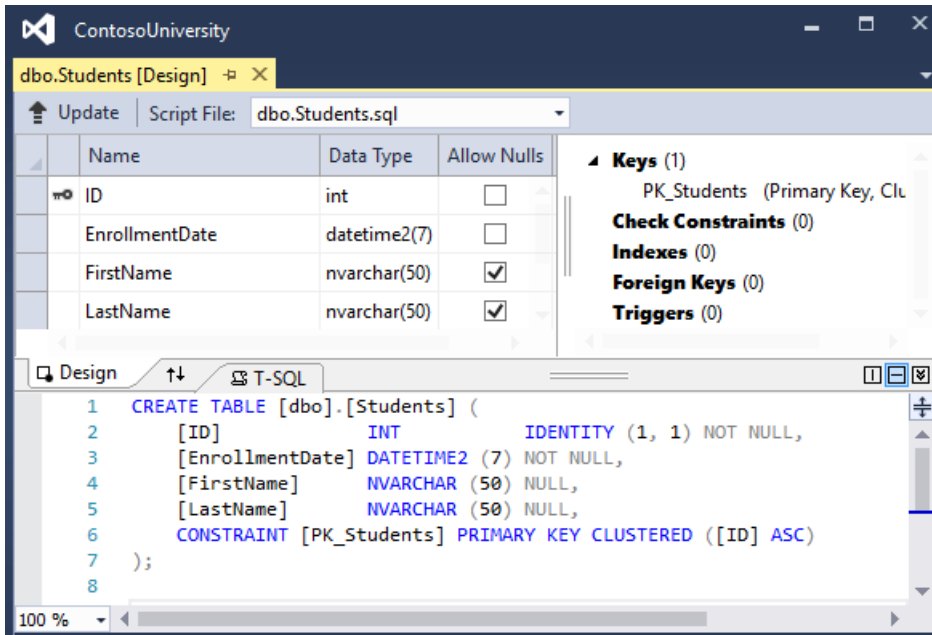 ContosoUniversity
dbo.Students [Design]
Update Script File: dbo.Students.sql
Name Data Type Allow Nulls
ID int
EnrollmentDate datetime2(7)
FirstName nvarchar(50)
LastName nvarchar(50)
Keys (1)
PK_Students (Primary Key, Clu
Check Constraints (0)
Indexes (0)
Foreign Keys (0)
Triggers (0)
Design T-SQL
1 CREATE TABLE [dbo].[Students] (
2 [ID] INT IDENTITY (1, 1) NOT NULL,
3 [EnrollmentDate] DATETIME2 (7) NOT NULL,
4 [FirstName] NVARCHAR (50) NULL,
5 [LastName] NVARCHAR (50) NULL,
6 CONSTRAINT [PK_Students] PRIMARY KEY CLUSTERED ([ID] ASC)
7 );
8
100 %